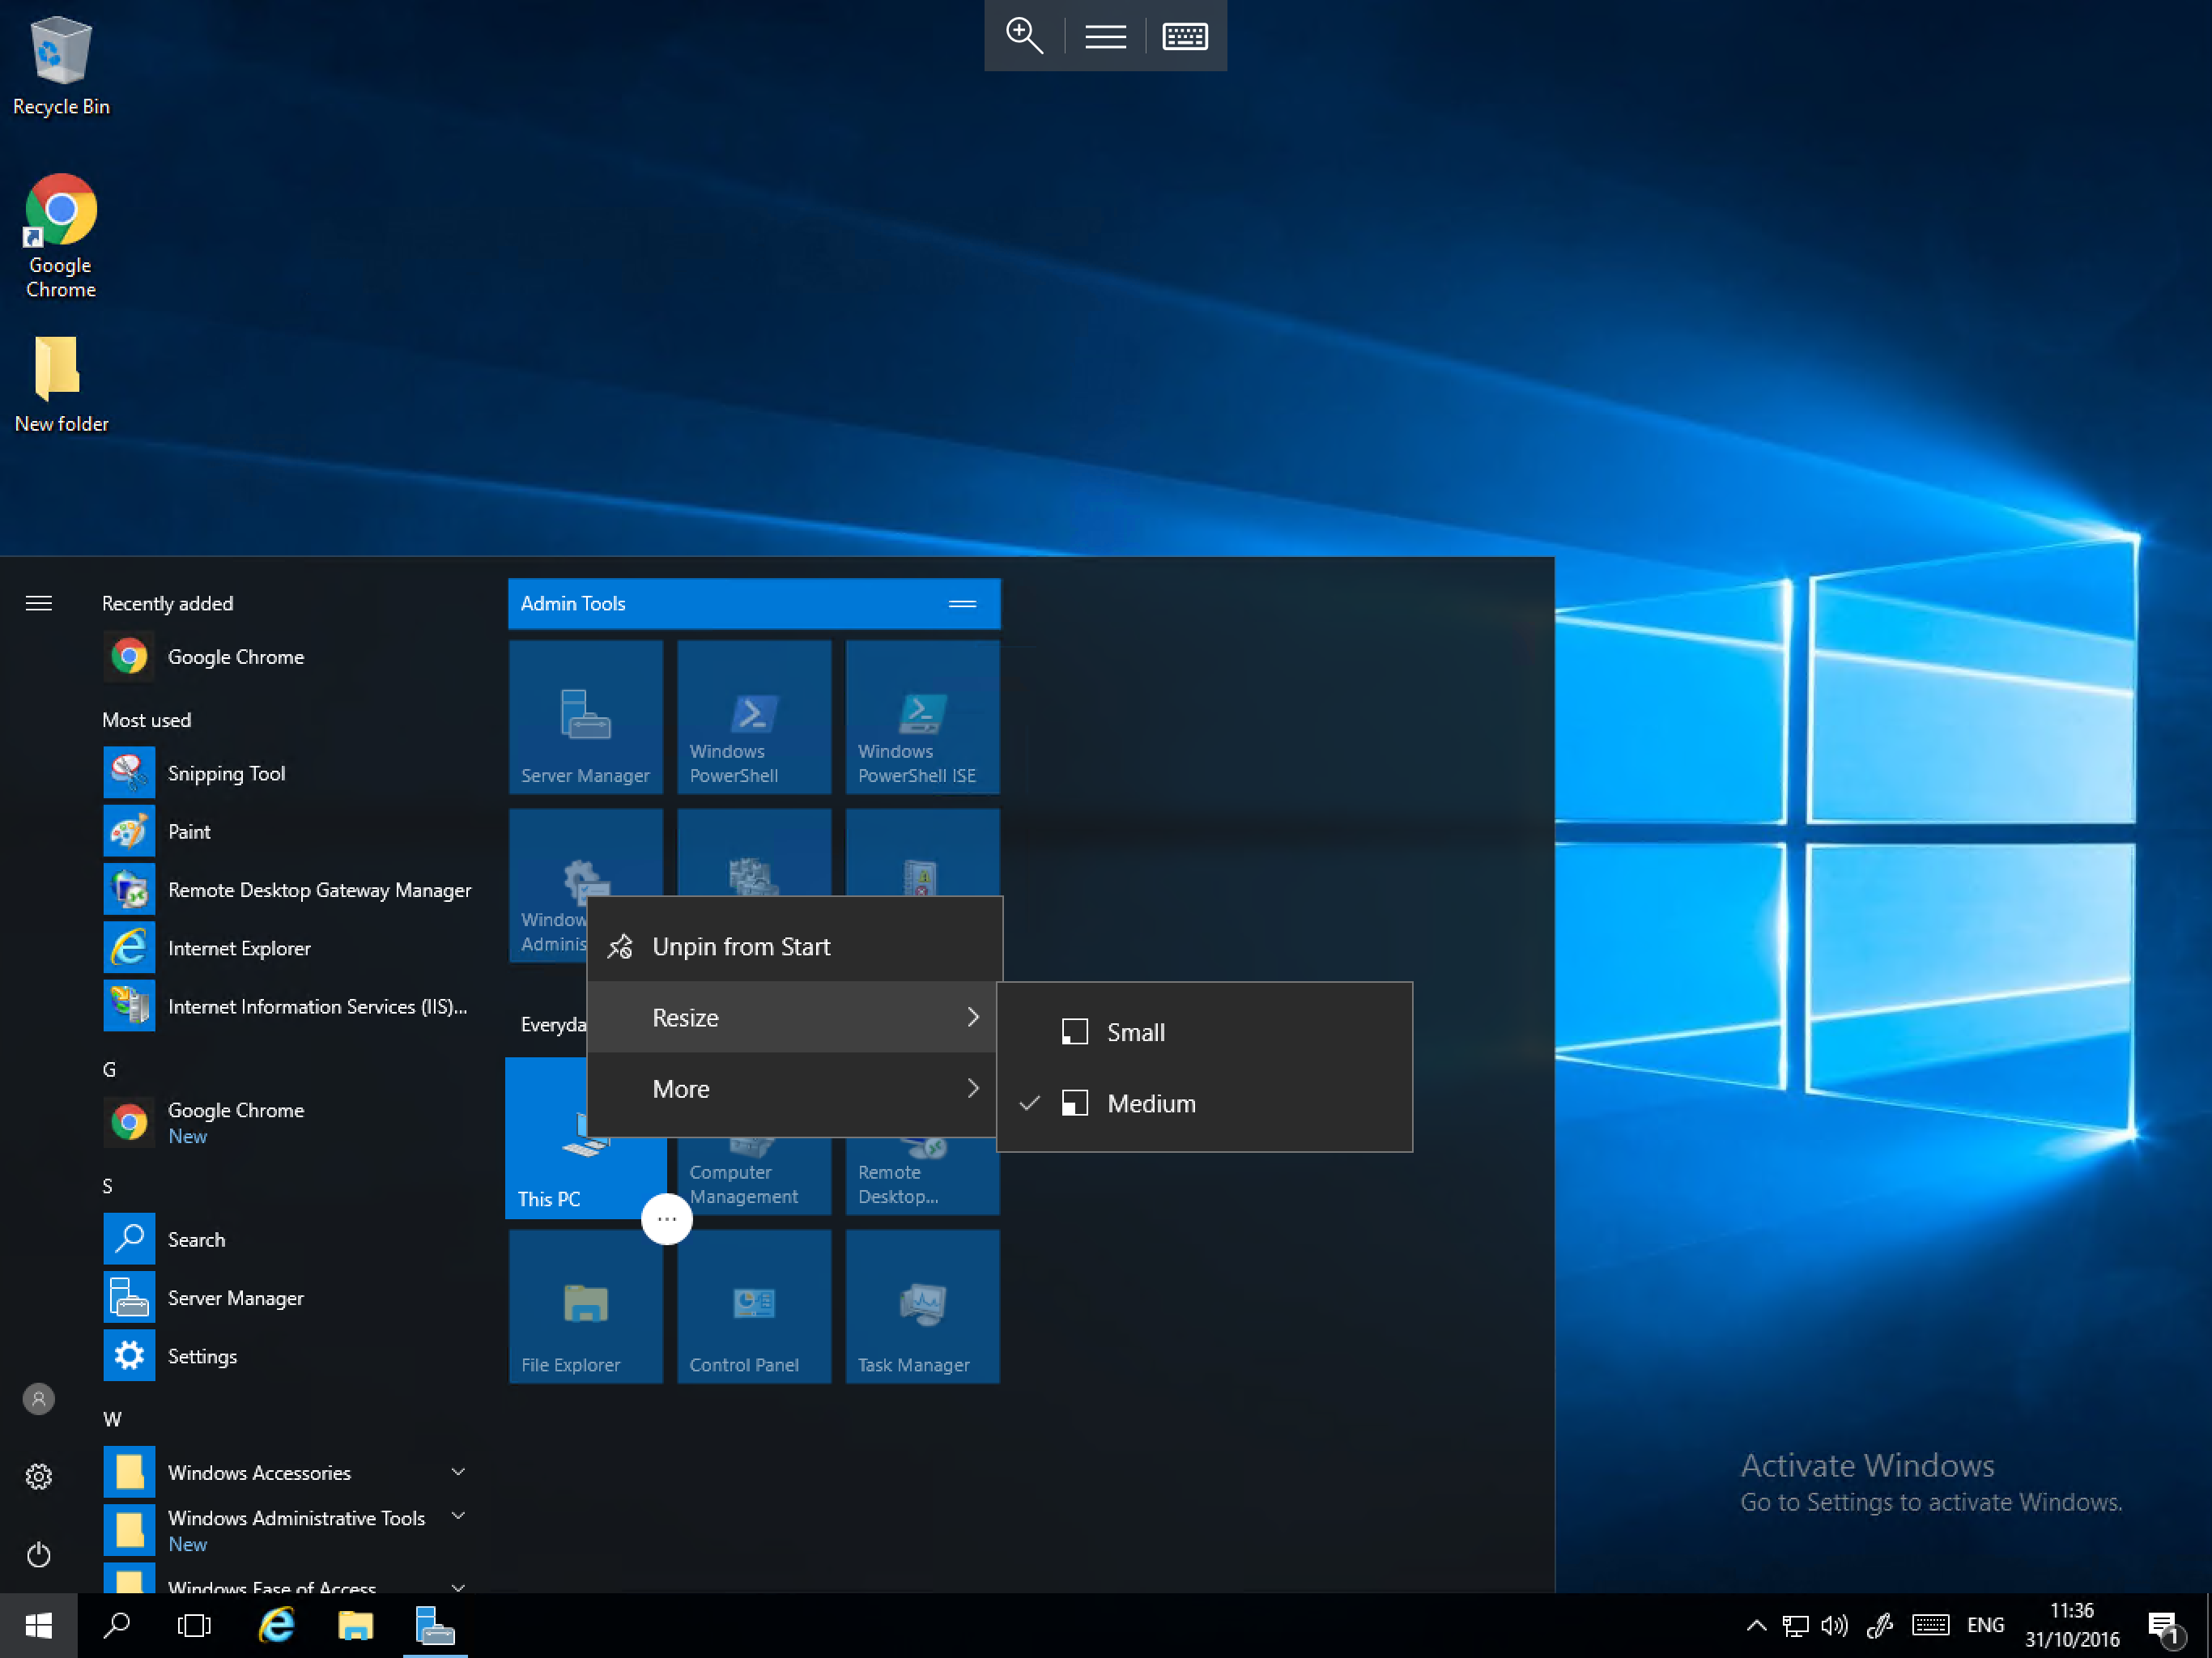 Recycle Bin
Google
Chrome
New folder
Recently added
Google Chrome
Most used
Snipping Tool
Paint
Remote Desktop Gateway Manager
Internet Explorer
Internet Information Services (IIS)...
G
Google Chrome
New
S
Search
Server Manager
Settings
W
Windows Accessories
Windows Administrative Tools
New
Windows Ease of Access
Admin Tools
Server Manager
Windows
PowerShell
Windows
PowerShell ISE
Window
Adminis
Everyda
Unpin from Start
Resize
More
Small
Medium
This PC
Computer
Management
Remote
Desktop...
File Explorer
Control Panel
Task Manager
Activate Windows
Go to Settings to activate Windows.
ENG
11:36
31/10/2016
1